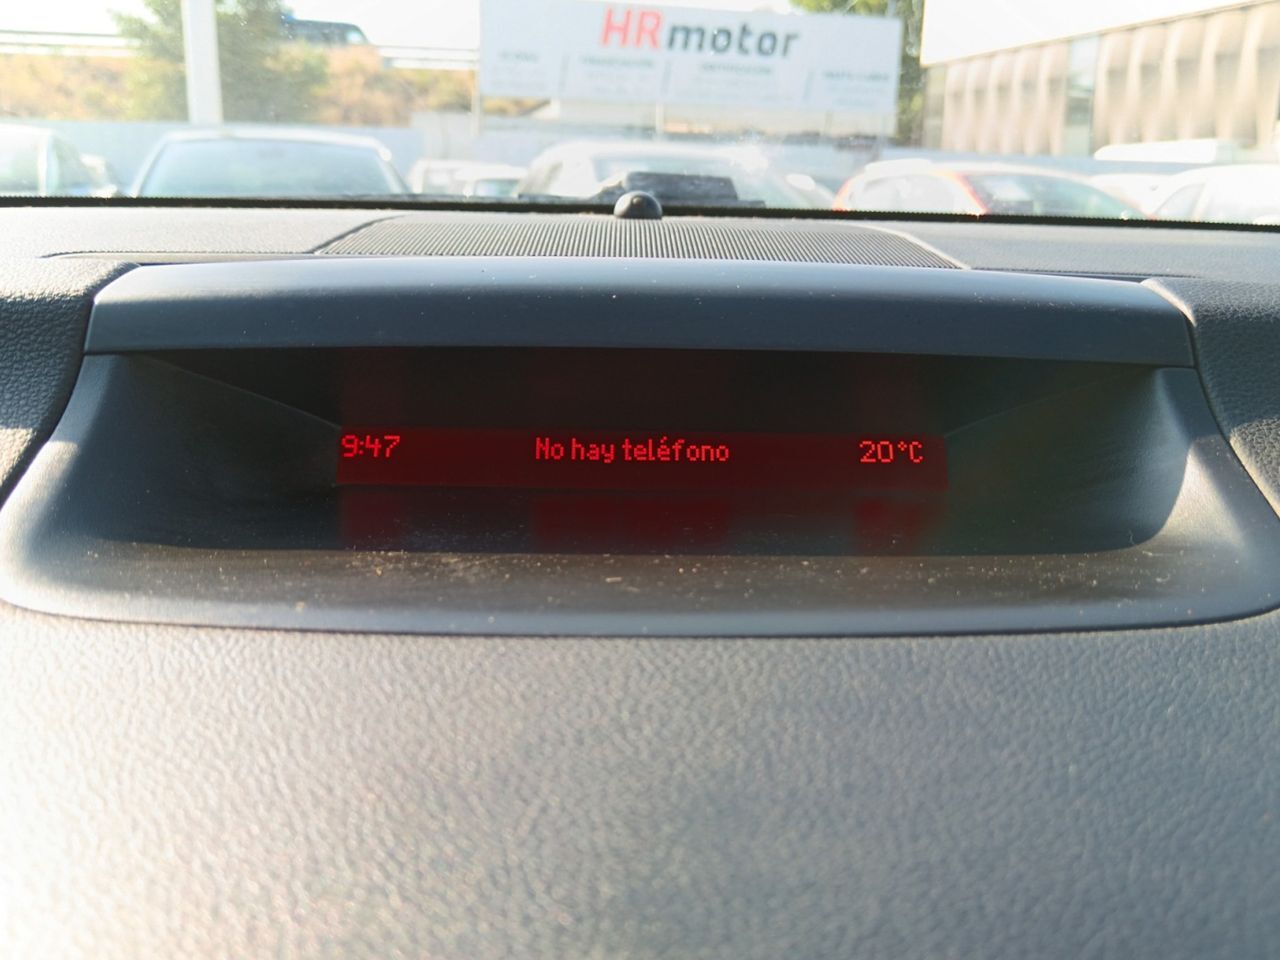 HRmotor
9:47 No hay teléfono 20°C